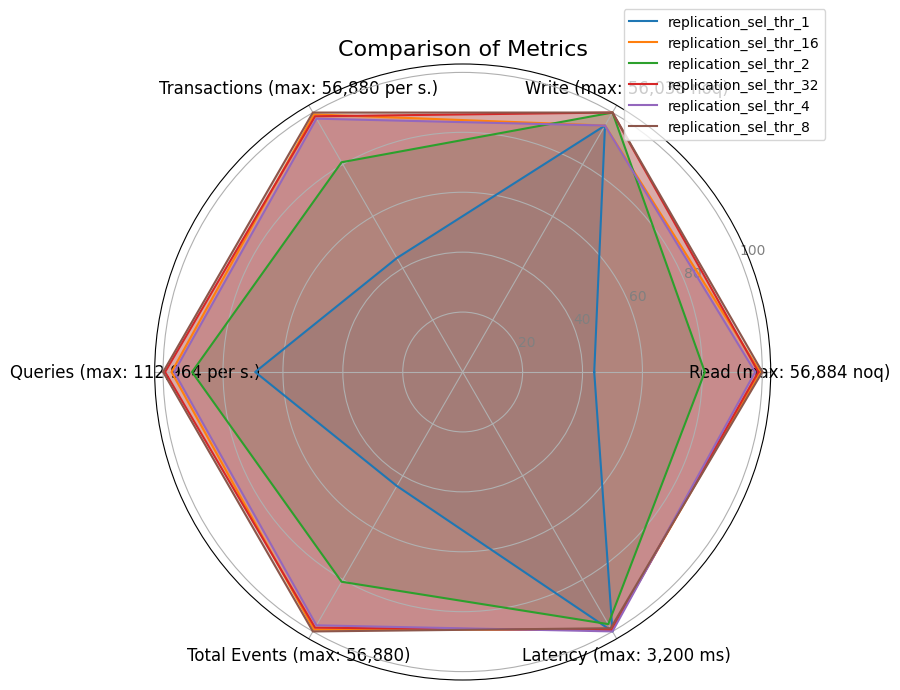 replication_sel_thr_1
replication_sel_thr_16
replication_sel_thr_2
replication_sel_thr_32
replication_sel_thr_4
replication_sel_thr_8
Comparison of Metrics
Transactions (max: 56,880 per s.)
Write (max: noq)
100
80
60
40
20
Queries (max: 112,964 per s.)
Read (max: 56,884 noq)
Total Events (max: 56,880)
Latency (max: 3,200 ms)